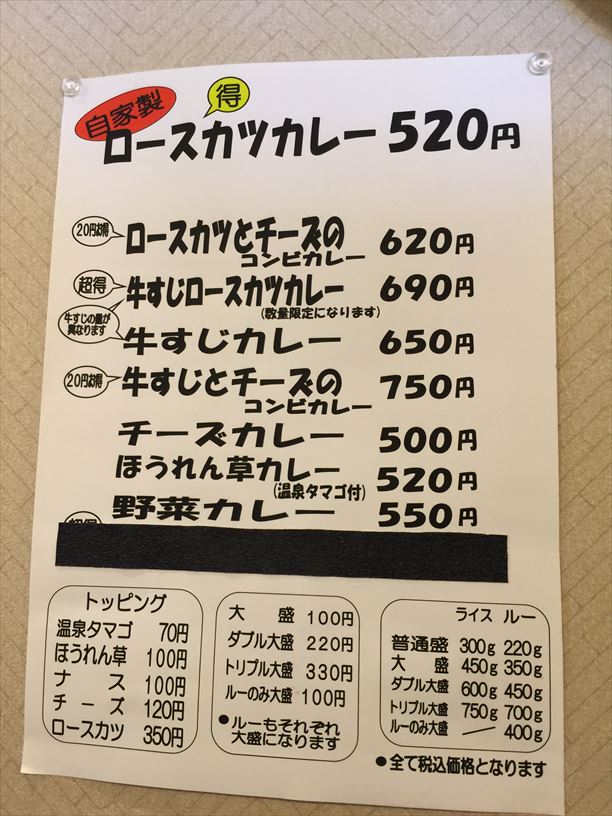 自家製
得
ロースカツカレー 520円
20円お得
ロースカツとチーズの
コンビカレー 620円
超得
牛すじロースカツカレー 690円
(数量限定になります)
牛すじの量が
異なります
牛すじカレー 650円
20円お得
牛すじとチーズの
コンビカレー 750円
チーズカレー 500円
ほうれん草カレー 520円
(温泉タマゴ付)
野菜カレー 550円
トッピング
温泉タマゴ 70円
ほうれん草 100円
ナス 100円
チーズ 120円
ロースカツ 350円
大盛 100円
ダブル大盛 220円
トリプル大盛 330円
ルーのみ大盛 100円
●ルーもそれぞれ
大盛になります
ライス ルー
普通盛 300g 220g
大盛 450g 350g
ダブル大盛 600g 450g
トリプル大盛 750g 700g
ルーのみ大盛 — 400g
●全て税込価格となります